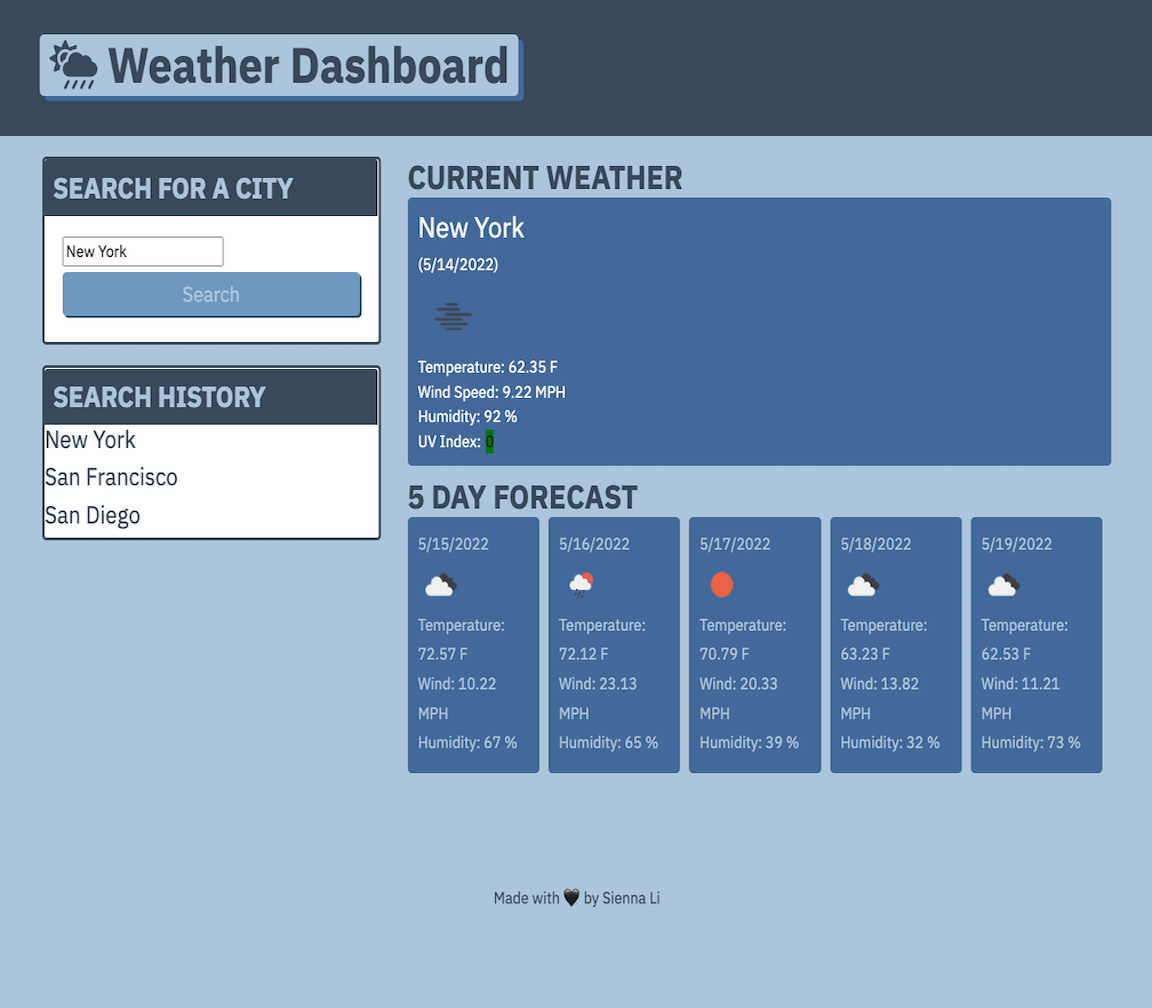 Weather Dashboard
SEARCH FOR A CITY
New York
Search
SEARCH HISTORY
New York
San Francisco
San Diego
CURRENT WEATHER
New York
(5/14/2022)
Temperature: 62.35 F
Wind Speed: 9.22 MPH
Humidity: 92 %
UV Index: 0
5 DAY FORECAST
5/15/2022
Temperature:
72.57 F
Wind: 10.22
MPH
Humidity: 67 %
5/16/2022
Temperature:
72.12 F
Wind: 23.13
MPH
Humidity: 65 %
5/17/2022
Temperature:
70.79 F
Wind: 20.33
MPH
Humidity: 39 %
5/18/2022
Temperature:
63.23 F
Wind: 13.82
MPH
Humidity: 32 %
5/19/2022
Temperature:
62.53 F
Wind: 11.21
MPH
Humidity: 73 %
Made with 🖤 by Sienna Li